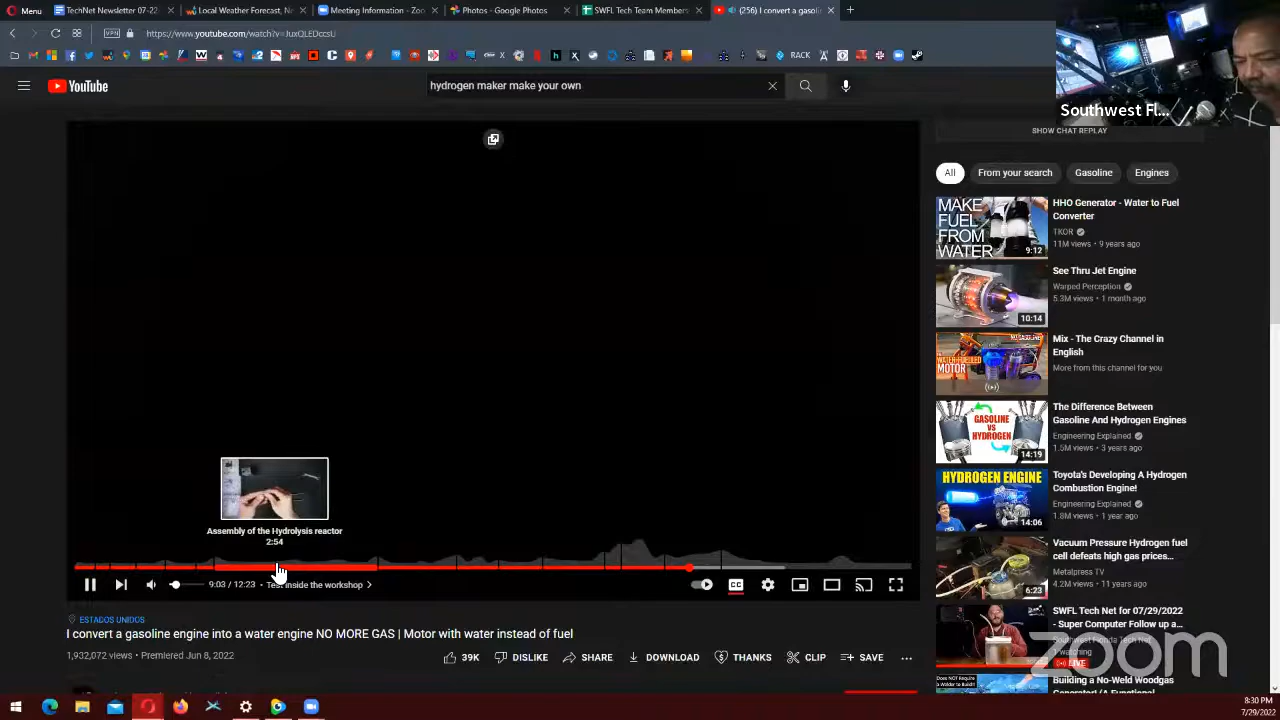 Menu
TechNet Newsletter 07-22
Local Weather Forecast, N
Meeting Information - Zoo
Photos - Google Photos
SWFL Tech Team Members
(256) I convert a gasoli
VPN
https://www.youtube.com/watch?v=JuxQLEDccsU
RACK
YouTube
hydrogen maker make your own
Southwest Fl...
SHOW CHAT REPLAY
All
From your search
Gasoline
Engines
MAKE FUEL FROM WATER
9:12
HHO Generator - Water to Fuel
Converter
TKOR
11M views • 9 years ago
10:14
See Thru Jet Engine
Warped Perception
5.3M views • 1 month ago
MOTOR
Mix - The Crazy Channel in
English
More from this channel for you
GASOLINE
VS
HYDROGEN
14:19
The Difference Between
Gasoline And Hydrogen Engines
Engineering Explained
1.5M views • 3 years ago
HYDROGEN ENGINE
14:06
Toyota's Developing A Hydrogen
Combustion Engine!
Engineering Explained
1.8M views • 1 year ago
6:23
Vacuum Pressure Hydrogen fuel
cell defeats high gas prices...
Metalpress TV
4.2M views • 11 years ago
SWFL Tech Net for 07/29/2022
- Super Computer Follow up a...
Southwest Florida Tech Net
1 watching
LIVE
Building a No-Weld Woodgas
Generator! (A Functional
Assembly of the Hydrolysis reactor
2:54
9:03 / 12:23 • Test inside the workshop
CC
ESTADOS UNIDOS
I convert a gasoline engine into a water engine NO MORE GAS | Motor with water instead of fuel
1,932,072 views • Premiered Jun 8, 2022
39K
DISLIKE
SHARE
DOWNLOAD
THANKS
CLIP
SAVE
zoom
8:30 PM
7/29/2022